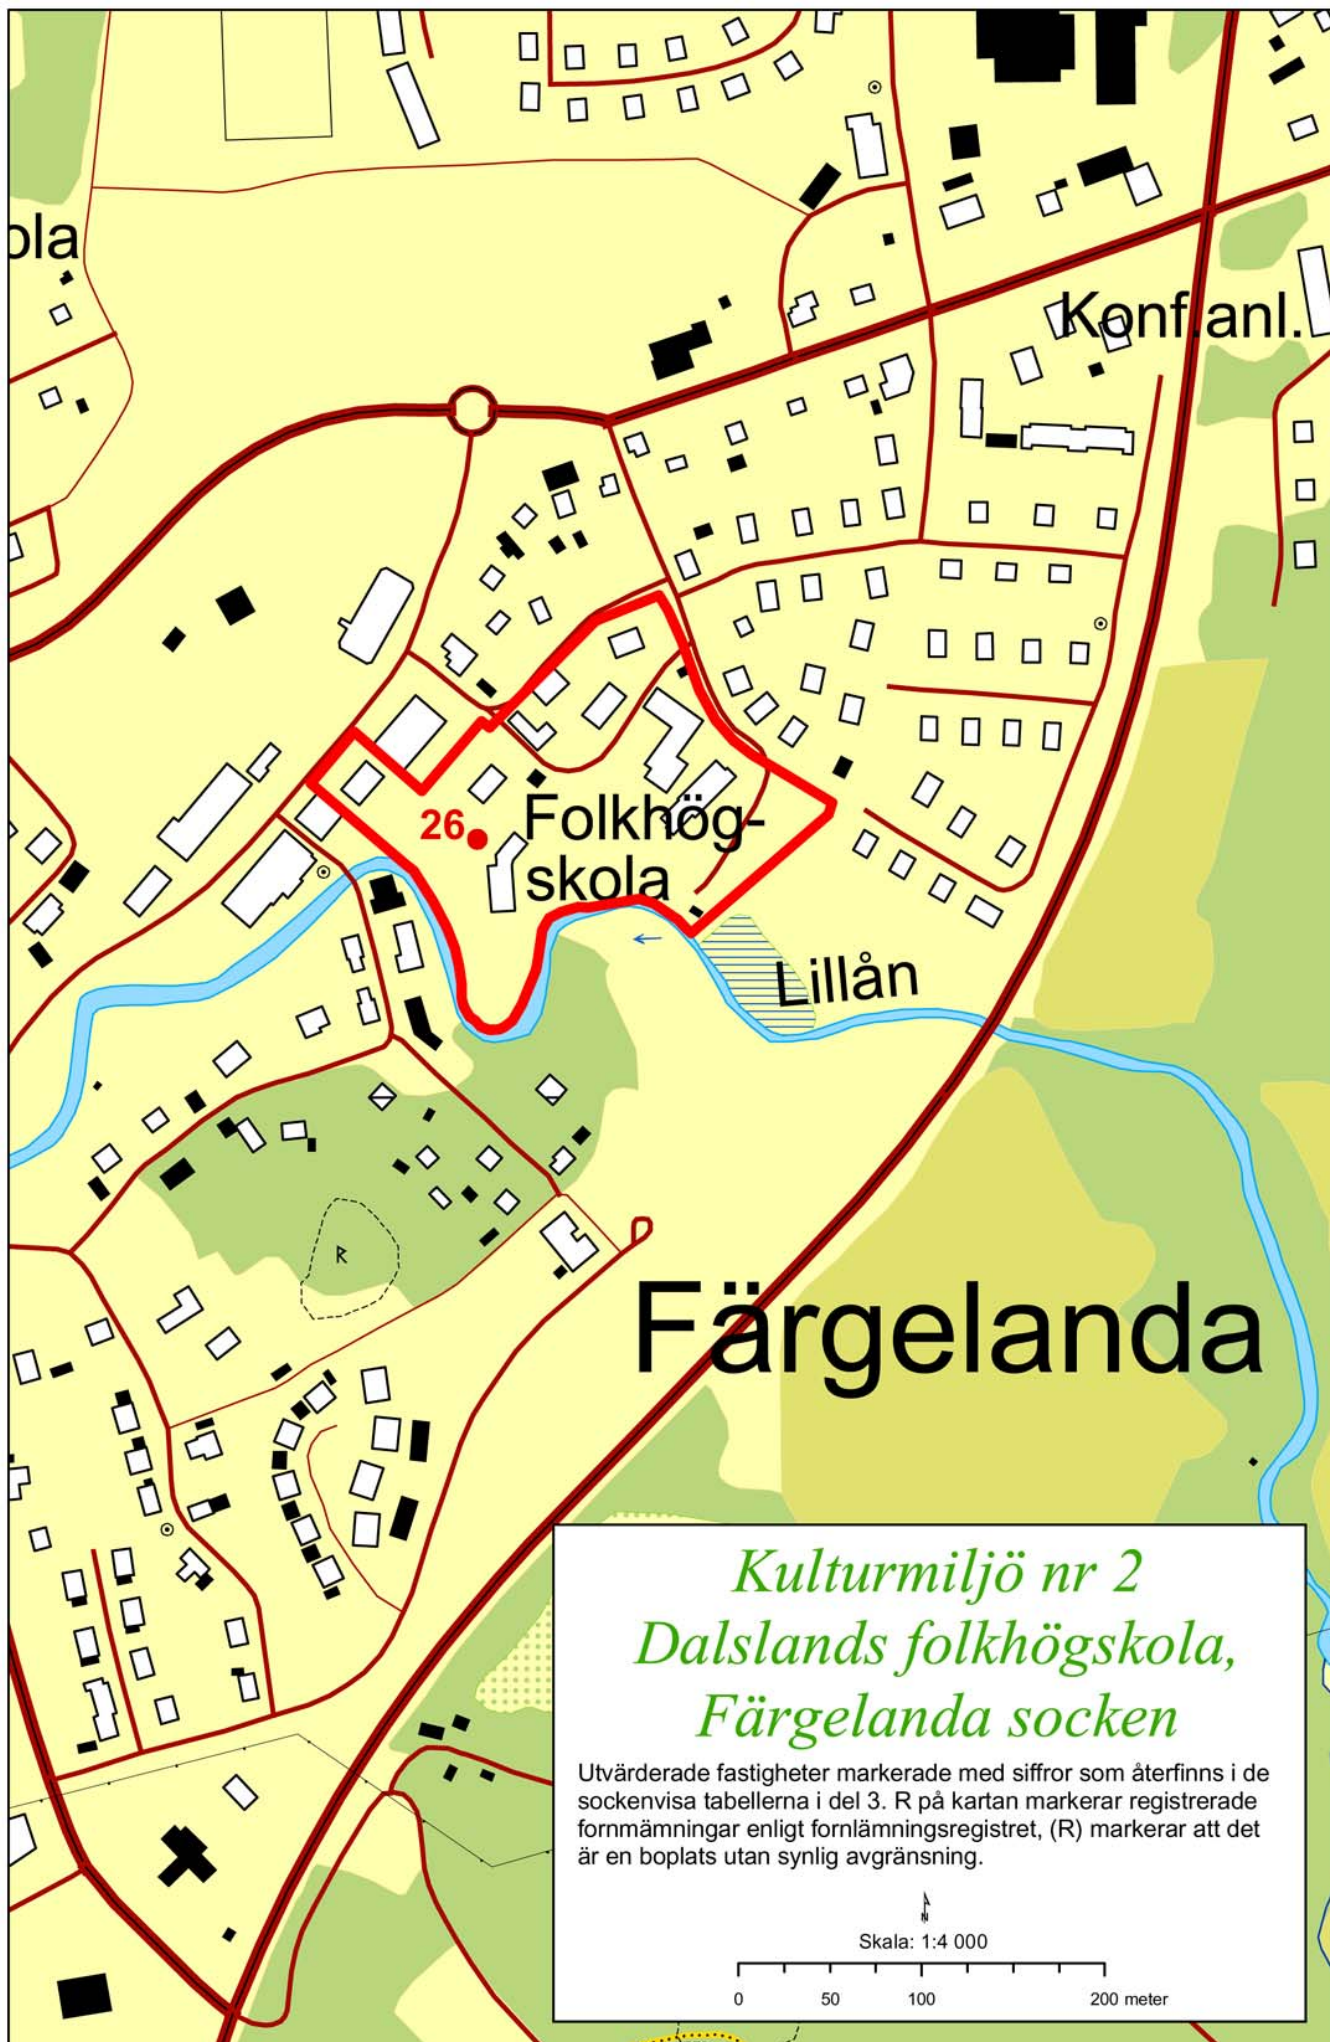 ola
Konf.anl.
26
Folkhög-
skola
Lillån
R
Färgelanda
Kulturmiljö nr 2
Dalslands folkhögskola,
Färgelanda socken
Utvärderade fastigheter markerade med siffror som återfinns i de
sockenvisa tabellerna i del 3. R på kartan markerar registrerade
fornmämningar enligt fornlämningsregistret, (R) markerar att det
är en boplats utan synlig avgränsning.
N
Skala: 1:4 000
0 50 100 200 meter